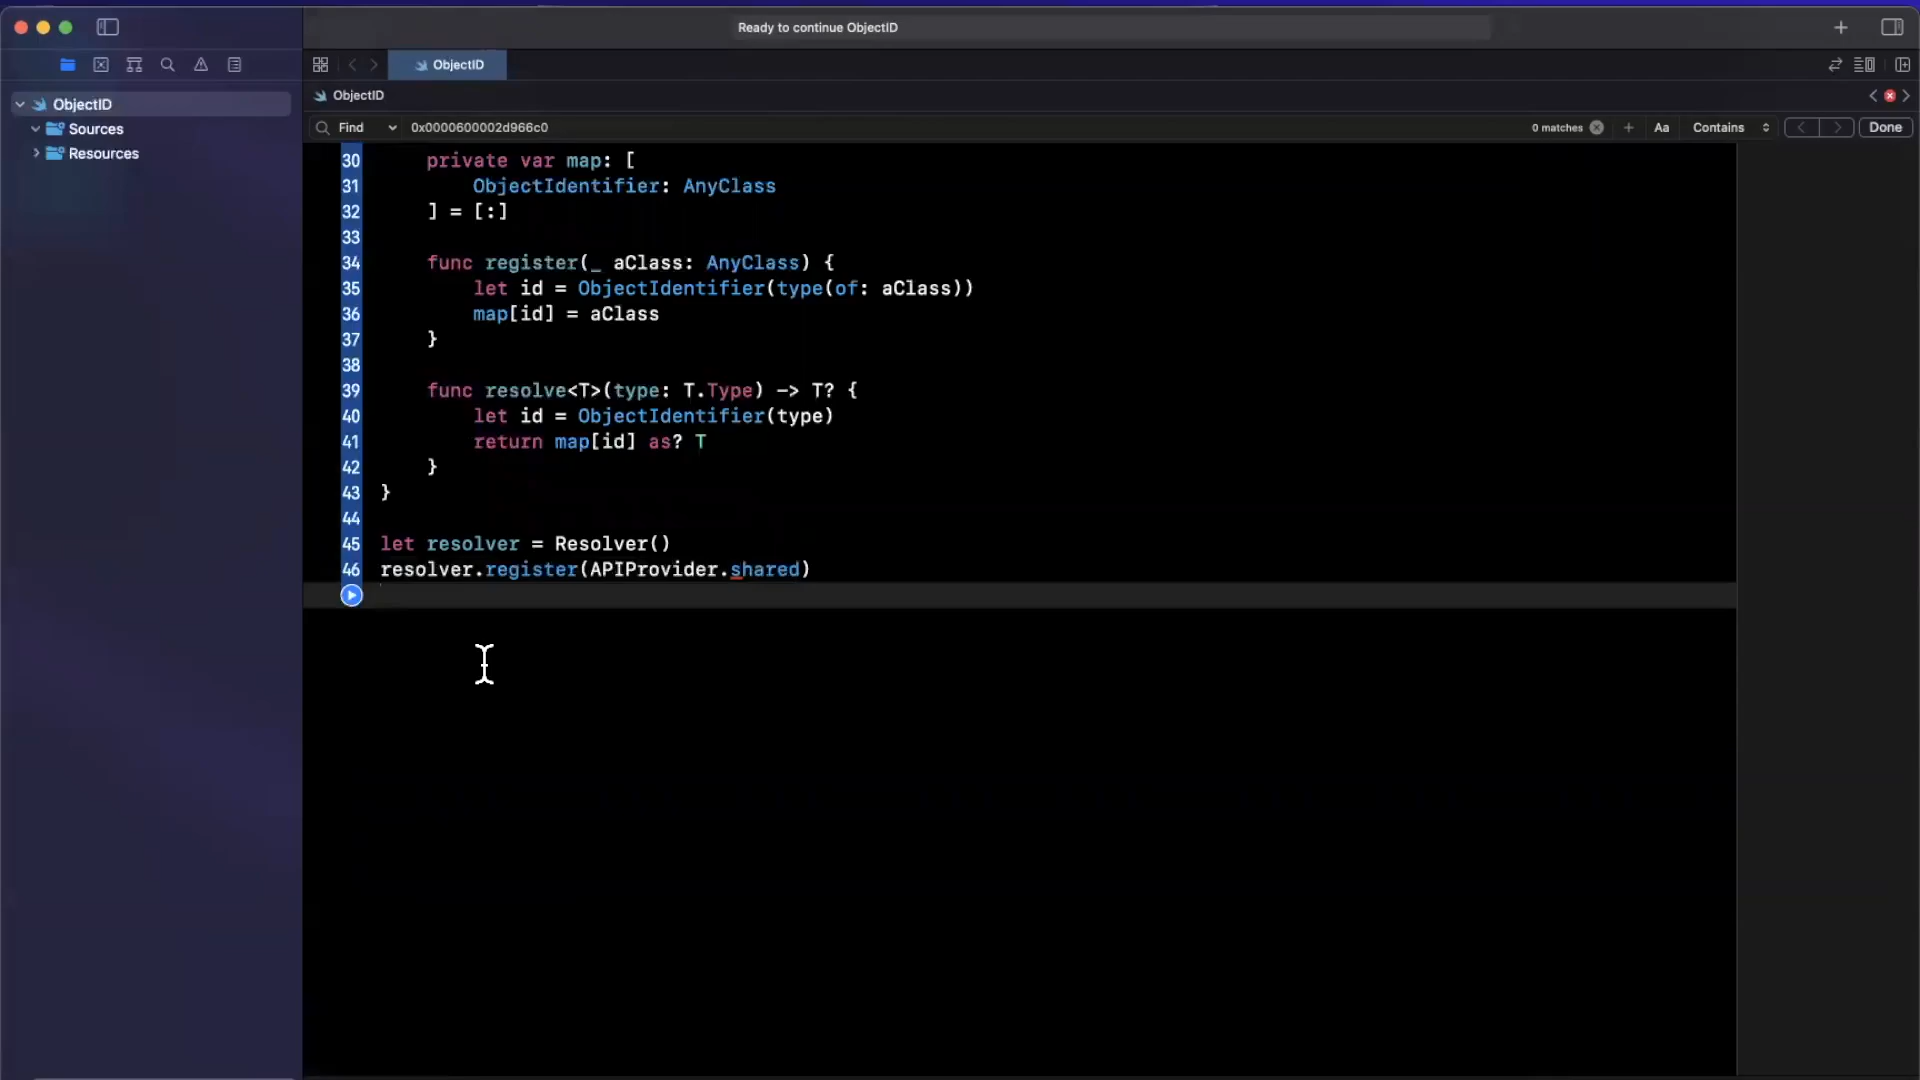 Ready to continue ObjectID
ObjectID
ObjectID
Sources
Resources
ObjectID
Find 0x0000600002d966c0 0 matches Aa Contains Done
30 private var map: [
31 ObjectIdentifier: AnyClass
32 ] = [:]
33
34 func register(_ aClass: AnyClass) {
35 let id = ObjectIdentifier(type(of: aClass))
36 map[id] = aClass
37 }
38
39 func resolve<T>(type: T.Type) -> T? {
40 let id = ObjectIdentifier(type)
41 return map[id] as? T
42 }
43 }
44
45 let resolver = Resolver()
46 resolver.register(APIProvider.shared)